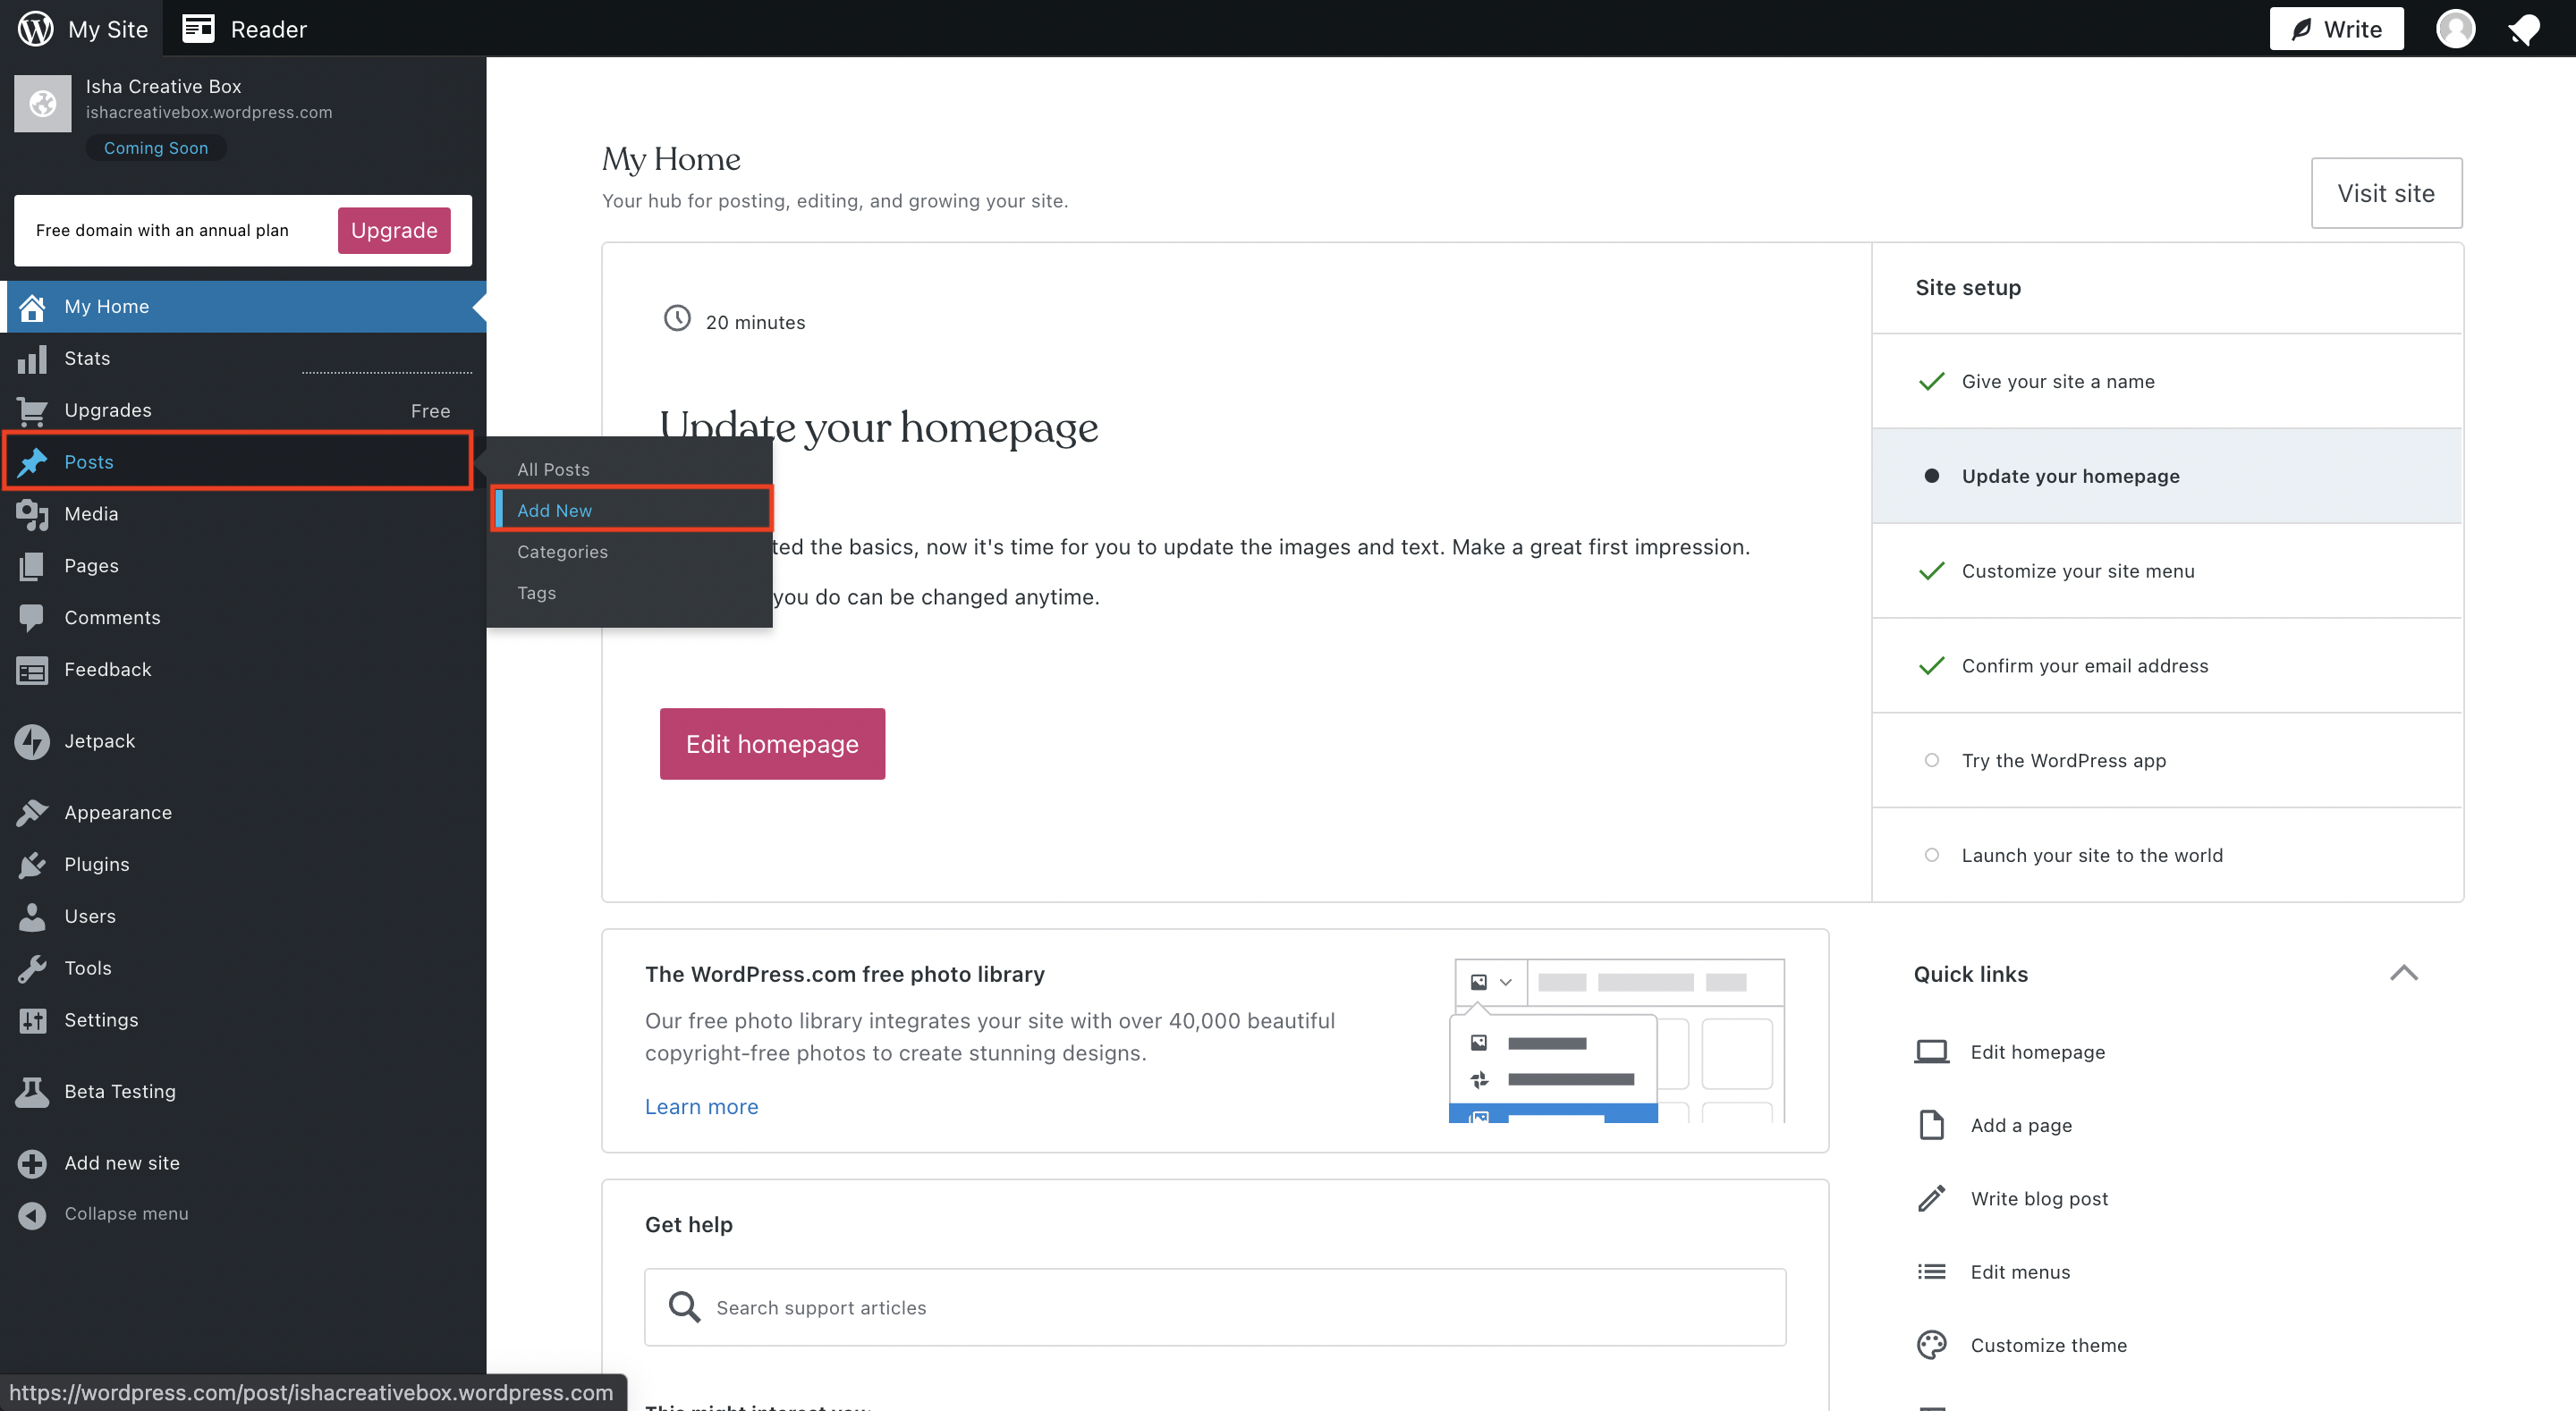 My Site
Reader
Write
Isha Creative Box
ishacreativebox.wordpress.com
Coming Soon
Free domain with an annual plan
Upgrade
My Home
Stats
Upgrades
Free
Posts
Media
Pages
Comments
Feedback
Jetpack
Appearance
Plugins
Users
Tools
Settings
Beta Testing
Add new site
Collapse menu
https://wordpress.com/post/ishacreativebox.wordpress.com
All Posts
Add New
Categories
Tags
My Home
Your hub for posting, editing, and growing your site.
Visit site
20 minutes
Update your homepage
ted the basics, now it's time for you to update the images and text. Make a great first impression.
you do can be changed anytime.
Edit homepage
Site setup
Give your site a name
Update your homepage
Customize your site menu
Confirm your email address
Try the WordPress app
Launch your site to the world
The WordPress.com free photo library
Our free photo library integrates your site with over 40,000 beautiful
copyright-free photos to create stunning designs.
Learn more
Get help
Search support articles
This might interest you
Quick links
Edit homepage
Add a page
Write blog post
Edit menus
Customize theme